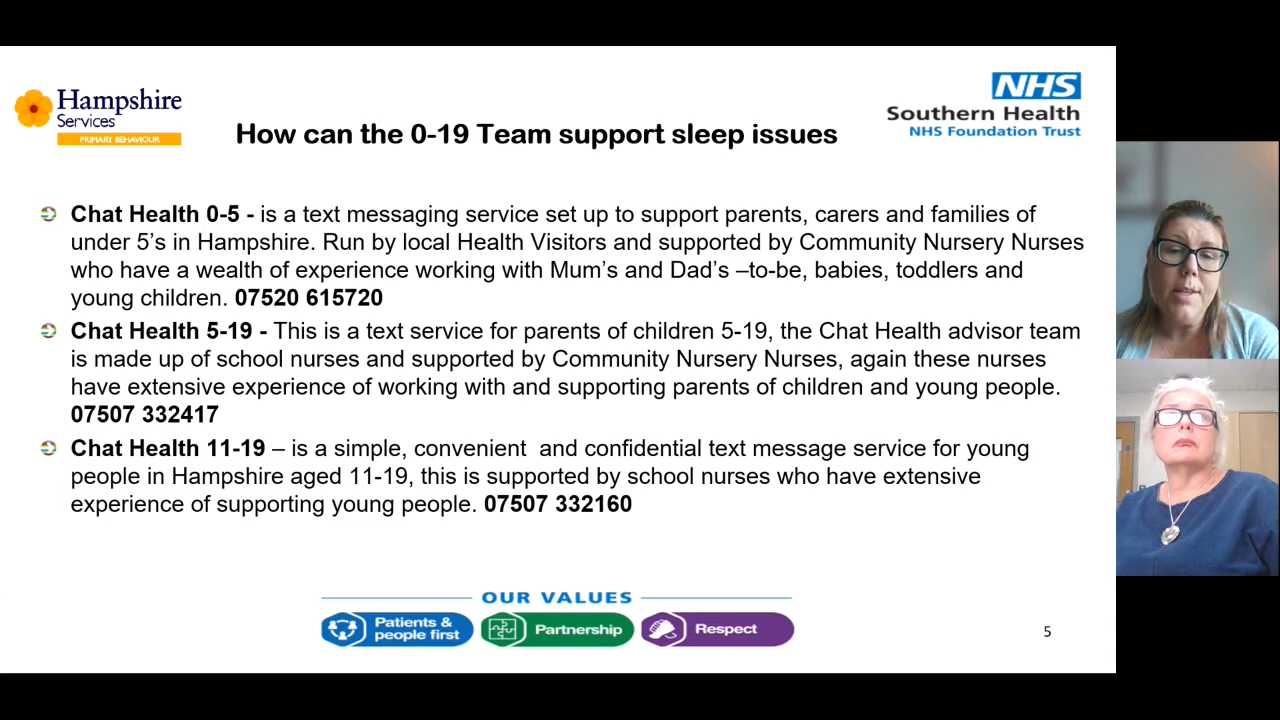 Hampshire
Services
PRIMARY BEHAVIOUR
NHS
Southern Health
NHS Foundation Trust
How can the 0-19 Team support sleep issues
Chat Health 0-5 - is a text messaging service set up to support parents, carers and families of
under 5’s in Hampshire. Run by local Health Visitors and supported by Community Nursery Nurses
who have a wealth of experience working with Mum’s and Dad’s –to-be, babies, toddlers and
young children. 07520 615720
Chat Health 5-19 - This is a text service for parents of children 5-19, the Chat Health advisor team
is made up of school nurses and supported by Community Nursery Nurses, again these nurses
have extensive experience of working with and supporting parents of children and young people.
07507 332417
Chat Health 11-19 – is a simple, convenient  and confidential text message service for young
people in Hampshire aged 11-19, this is supported by school nurses who have extensive
experience of supporting young people. 07507 332160
OUR VALUES
Patients &
people first
Partnership
Respect
5